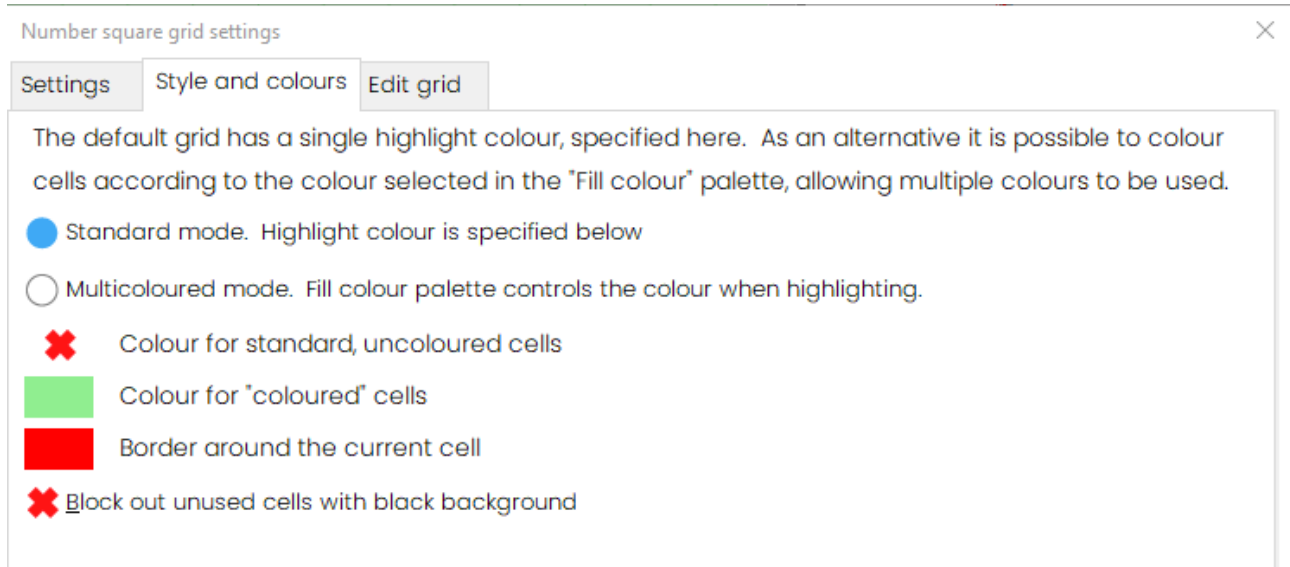 Number square grid settings
Settings
Style and colours
Edit grid
The default grid has a single highlight colour, specified here.  As an alternative it is possible to colour
cells according to the colour selected in the "Fill colour" palette, allowing multiple colours to be used.
Standard mode.  Highlight colour is specified below
Multicoloured mode.  Fill colour palette controls the colour when highlighting.
Colour for standard, uncoloured cells
Colour for "coloured" cells
Border around the current cell
Block out unused cells with black background